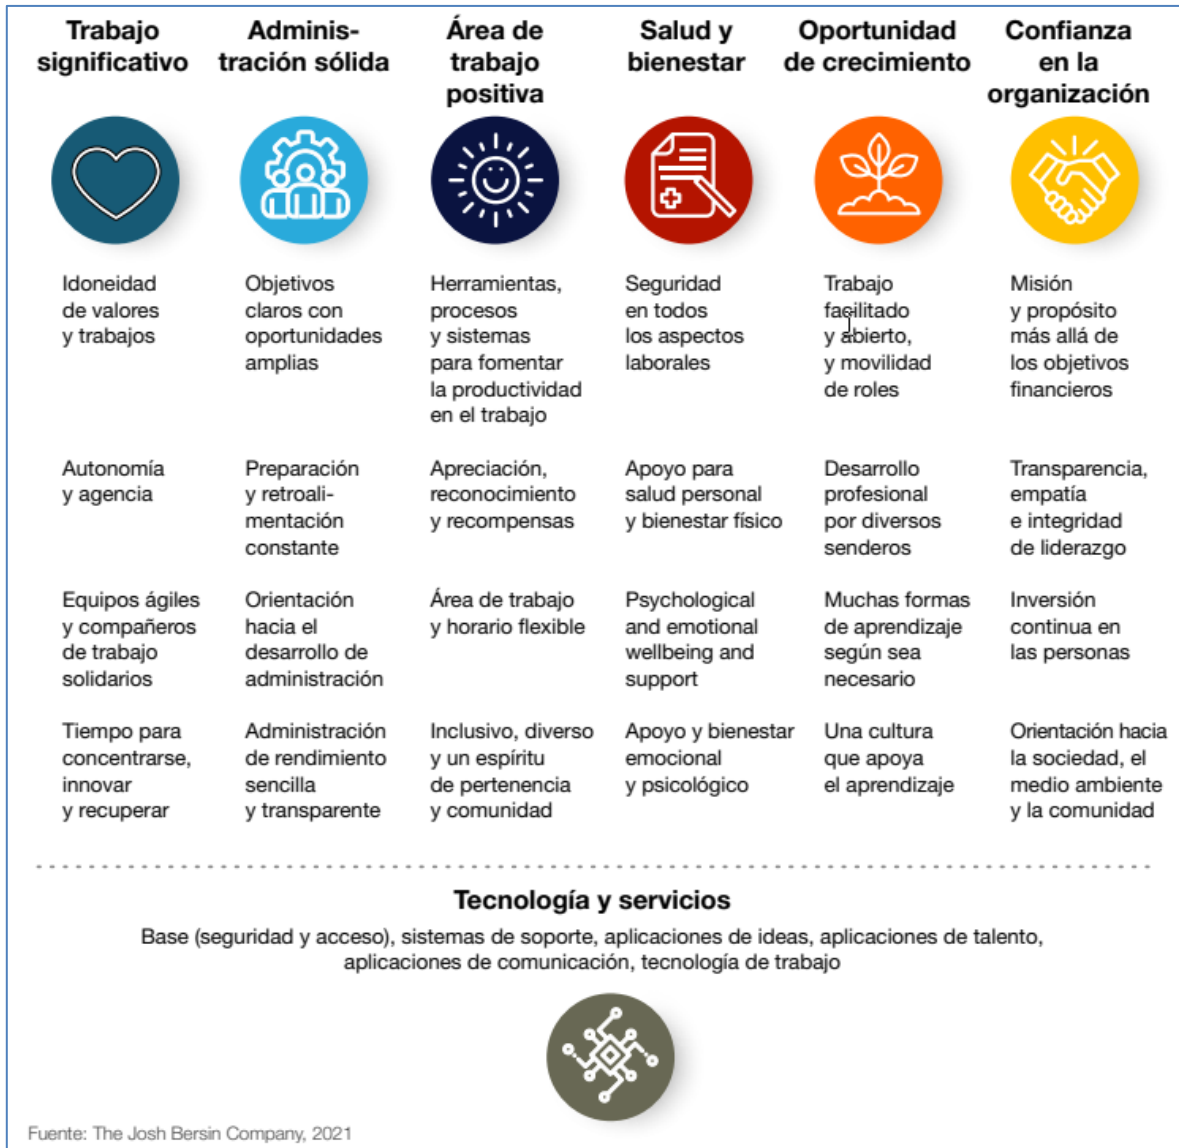 Trabajo
significativo
Adminis-
tración sólida
Área de
trabajo
positiva
Salud y
bienestar
Oportunidad
de crecimiento
Confianza
en la
organización
Idoneidad
de valores
y trabajos
Objetivos
claros con
oportunidades
amplias
Herramientas,
procesos
y sistemas
para fomentar
la productividad
en el trabajo
Seguridad
en todos
los aspectos
laborales
Trabajo
facilitado
y abierto,
y movilidad
de roles
Misión
y propósito
más allá de
los objetivos
financieros
Autonomía
y agencia
Preparación
y retroali-
mentación
constante
Apreciación,
reconocimiento
y recompensas
Apoyo para
salud personal
y bienestar físico
Desarrollo
profesional
por diversos
senderos
Transparencia,
empatía
e integridad
de liderazgo
Equipos ágiles
y compañeros
de trabajo
solidarios
Orientación
hacia el
desarrollo de
administración
Área de trabajo
y horario flexible
Psychological
and emotional
wellbeing and
support
Muchas formas
de aprendizaje
según sea
necesario
Inversión
continua en
las personas
Tiempo para
concentrarse,
innovar
y recuperar
Administración
de rendimiento
sencilla
y transparente
Inclusivo, diverso
y un espíritu
de pertenencia
y comunidad
Apoyo y bienestar
emocional
y psicológico
Una cultura
que apoya
el aprendizaje
Orientación hacia
la sociedad, el
medio ambiente
y la comunidad
Tecnología y servicios
Base (seguridad y acceso), sistemas de soporte, aplicaciones de ideas, aplicaciones de talento,
aplicaciones de comunicación, tecnología de trabajo
Fuente: The Josh Bersin Company, 2021